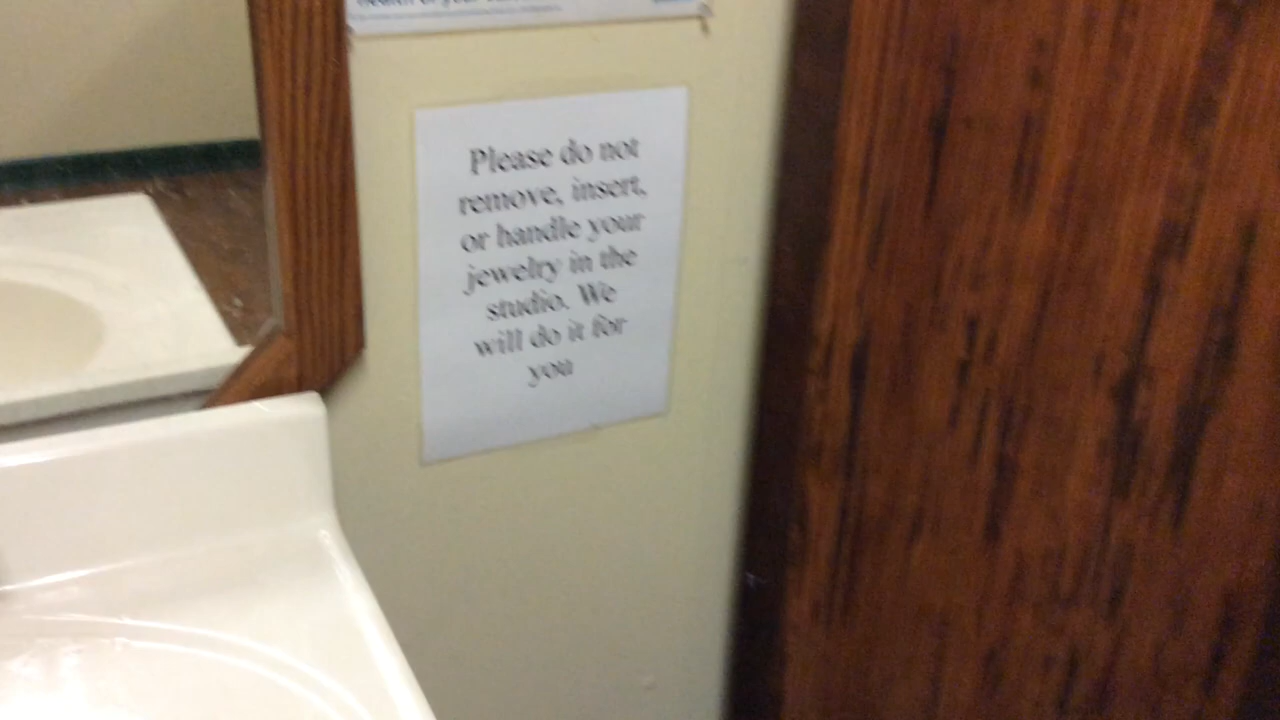 Please do not
remove, insert,
or handle your
jewelry in the
studio. We
will do it for
you